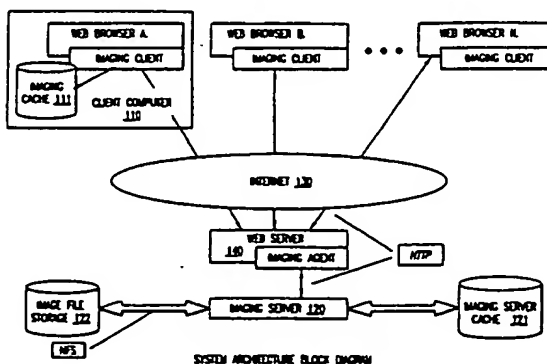 WEB BROWSER A.
IMAGING CLIENT
WEB BROWSER B.
IMAGING CLIENT
WEB BROWSER N.
IMAGING CLIENT
IMAGING
CACHE 111
CLIENT COMPUTER
110
INTERNET 130
WEB SERVER
140
IMAGING AGENT
HTTP
IMAGE FILE
STORAGE 122
IMAGING SERVER 120
IMAGING SERVER
CACHE 121
NFS
SYSTEM ARCHITECTURE BLOCK DIAGRAM